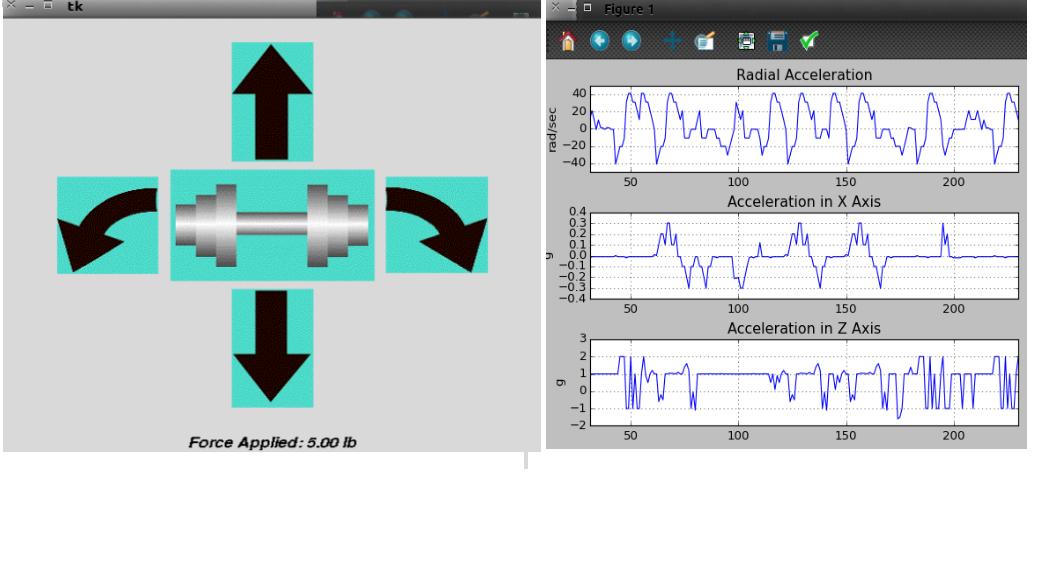 tk
Force Applied: 5.00 lb
Figure 1
Radial Acceleration
rad/sec
40
20
0
−20
−40
50 100 150 200
Acceleration in X Axis
g
0.4
0.3
0.2
0.1
0.0
−0.1
−0.2
−0.3
−0.4
50 100 150 200
Acceleration in Z Axis
g
3
2
1
0
−1
−2
50 100 150 200